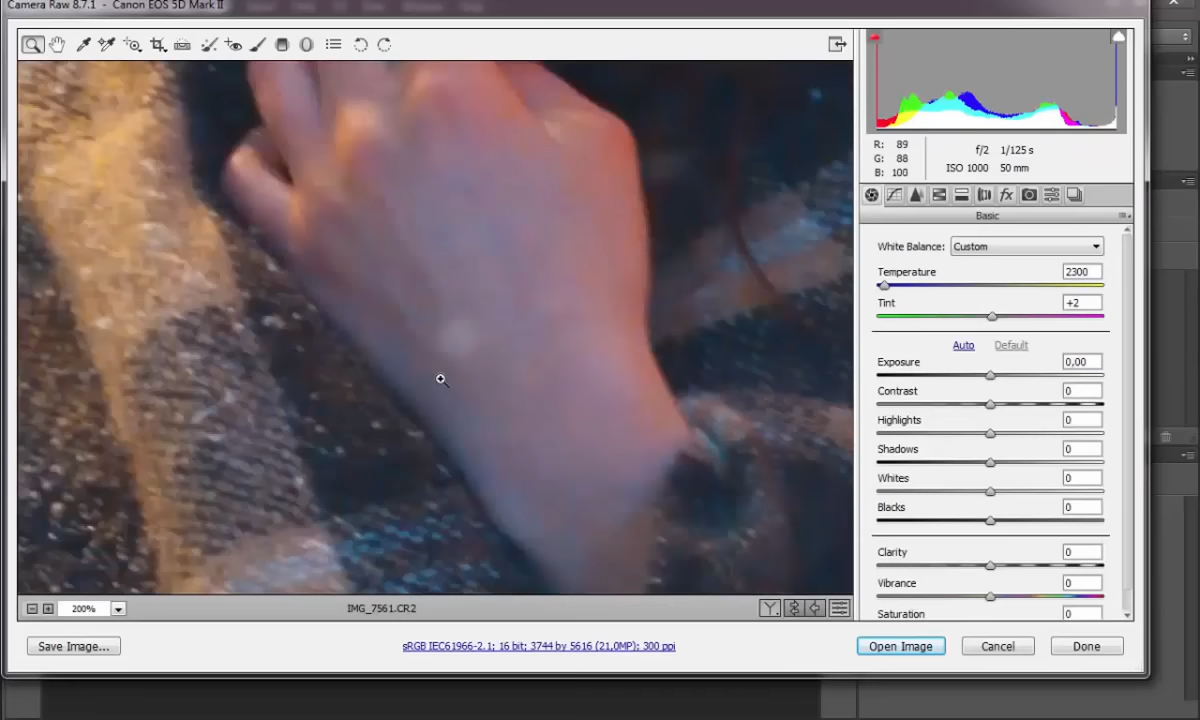 Camera Raw 8.7.1 - Canon EOS 5D Mark II
R: 89
G: 88
B: 100
f/2 1/125 s
ISO 1000 50 mm
fx
Basic
White Balance: Custom
Temperature 2300
Tint +2
Auto Default
Exposure 0,00
Contrast 0
Highlights 0
Shadows 0
Whites 0
Blacks 0
Clarity 0
Vibrance 0
Saturation 0
200%
IMG_7561.CR2
Y
Save Image...
sRGB IEC61966-2.1; 16 bit; 3744 by 5616 (21,0MP); 300 ppi
Open Image
Cancel
Done